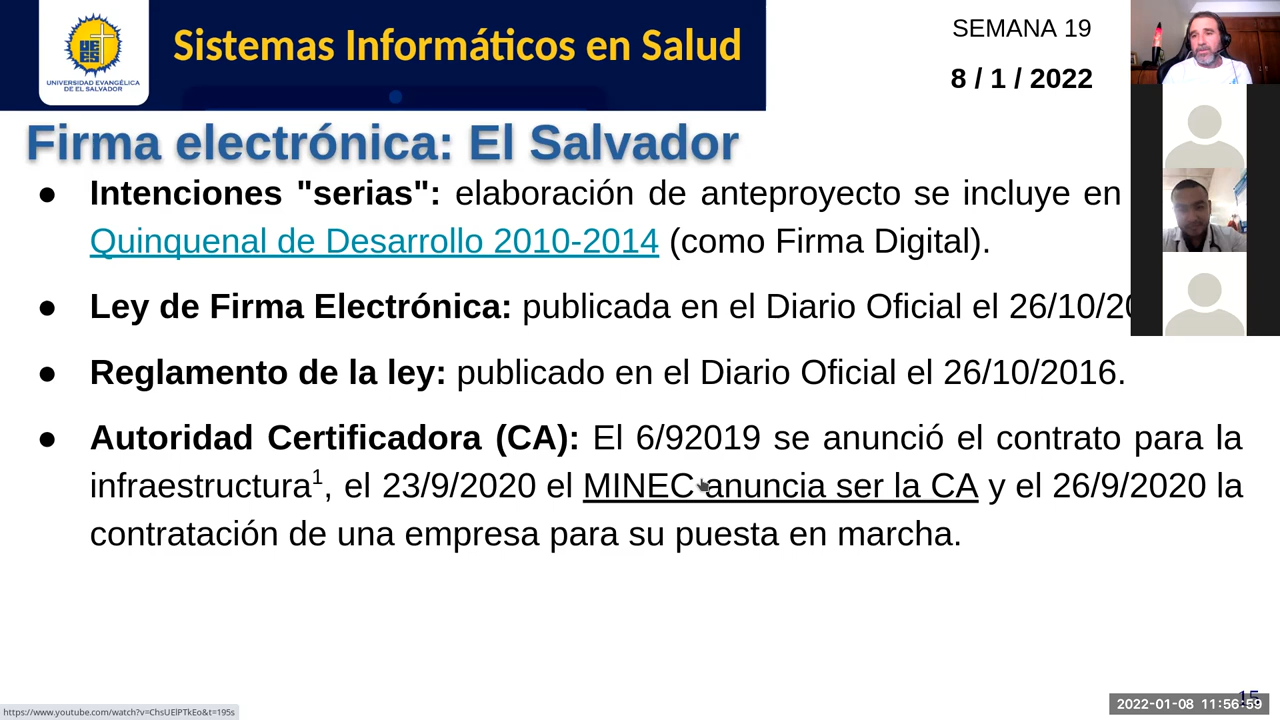 UEES
UNIVERSIDAD EVANGÉLICA
DE EL SALVADOR
Sistemas Informáticos en Salud
SEMANA 19
8 / 1 / 2022
Firma electrónica: El Salvador
● Intenciones "serias": elaboración de anteproyecto se incluye en
Quinquenal de Desarrollo 2010-2014 (como Firma Digital).
● Ley de Firma Electrónica: publicada en el Diario Oficial el 26/10/20
● Reglamento de la ley: publicado en el Diario Oficial el 26/10/2016.
● Autoridad Certificadora (CA): El 6/92019 se anunció el contrato para la
infraestructura1, el 23/9/2020 el MINEC anuncia ser la CA y el 26/9/2020 la
contratación de una empresa para su puesta en marcha.
15
https://www.youtube.com/watch?v=ChsUElPTkEo&t=195s
2022-01-08 11:56:59